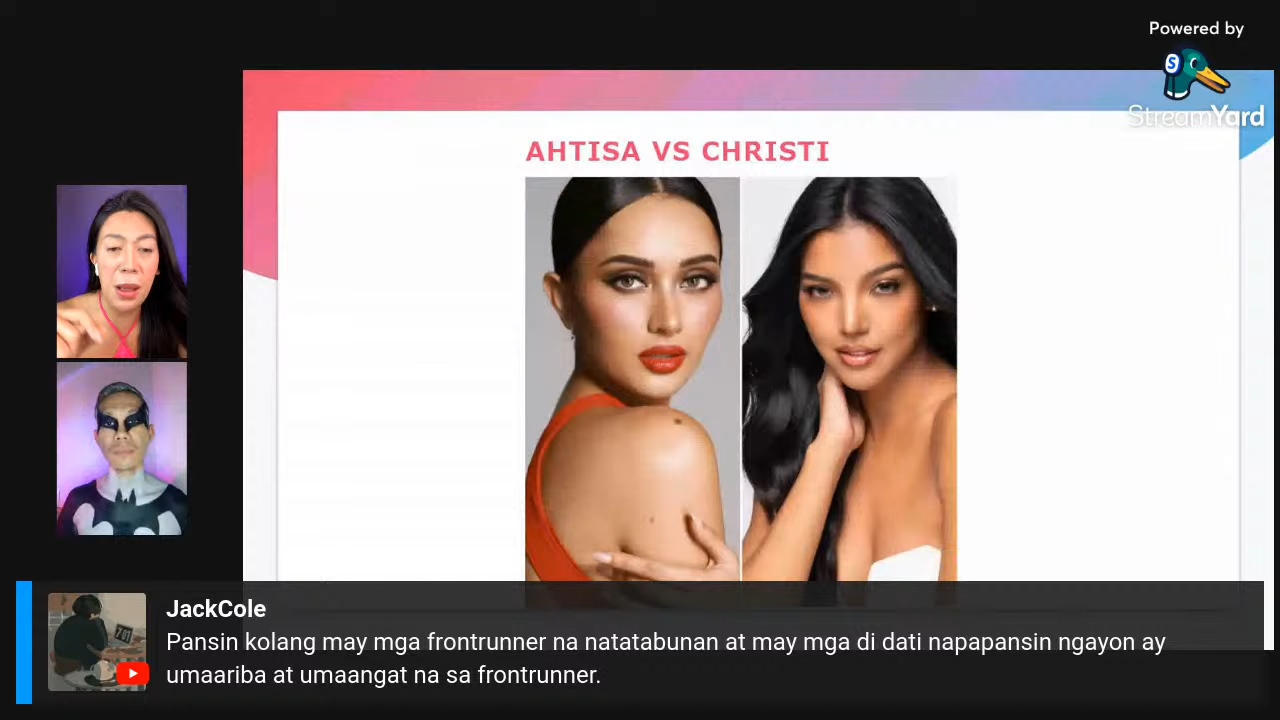 Powered by
S
StreamYard
AHTISA VS CHRISTI
JackCole
Pansin kolang may mga frontrunner na natatabunan at may mga di dati napapansin ngayon ay
umaariba at umaangat na sa frontrunner.